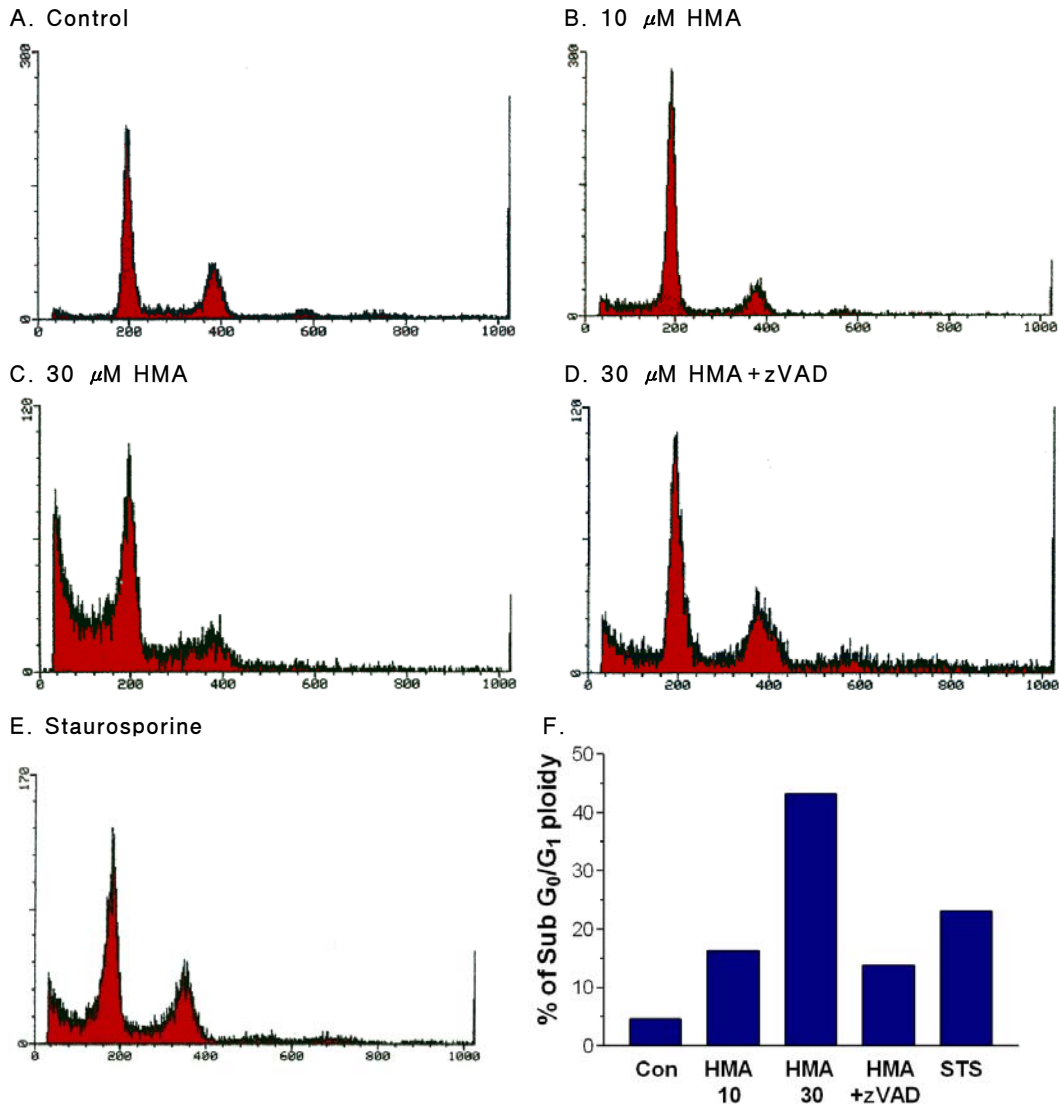 A. Control
300
0
0 200 400 600 800 1000
B. 10 μM HMA
300
0
0 200 400 600 800 1000
C. 30 μM HMA
120
0
0 200 400 600 800 1000
D. 30 μM HMA+zVAD
120
0
0 200 400 600 800 1000
E. Staurosporine
170
0
0 200 400 600 800 1000
F.
% of Sub G0/G1 ploidy
50
40
30
20
10
0
Con HMA HMA HMA STS
10 30 +zVAD